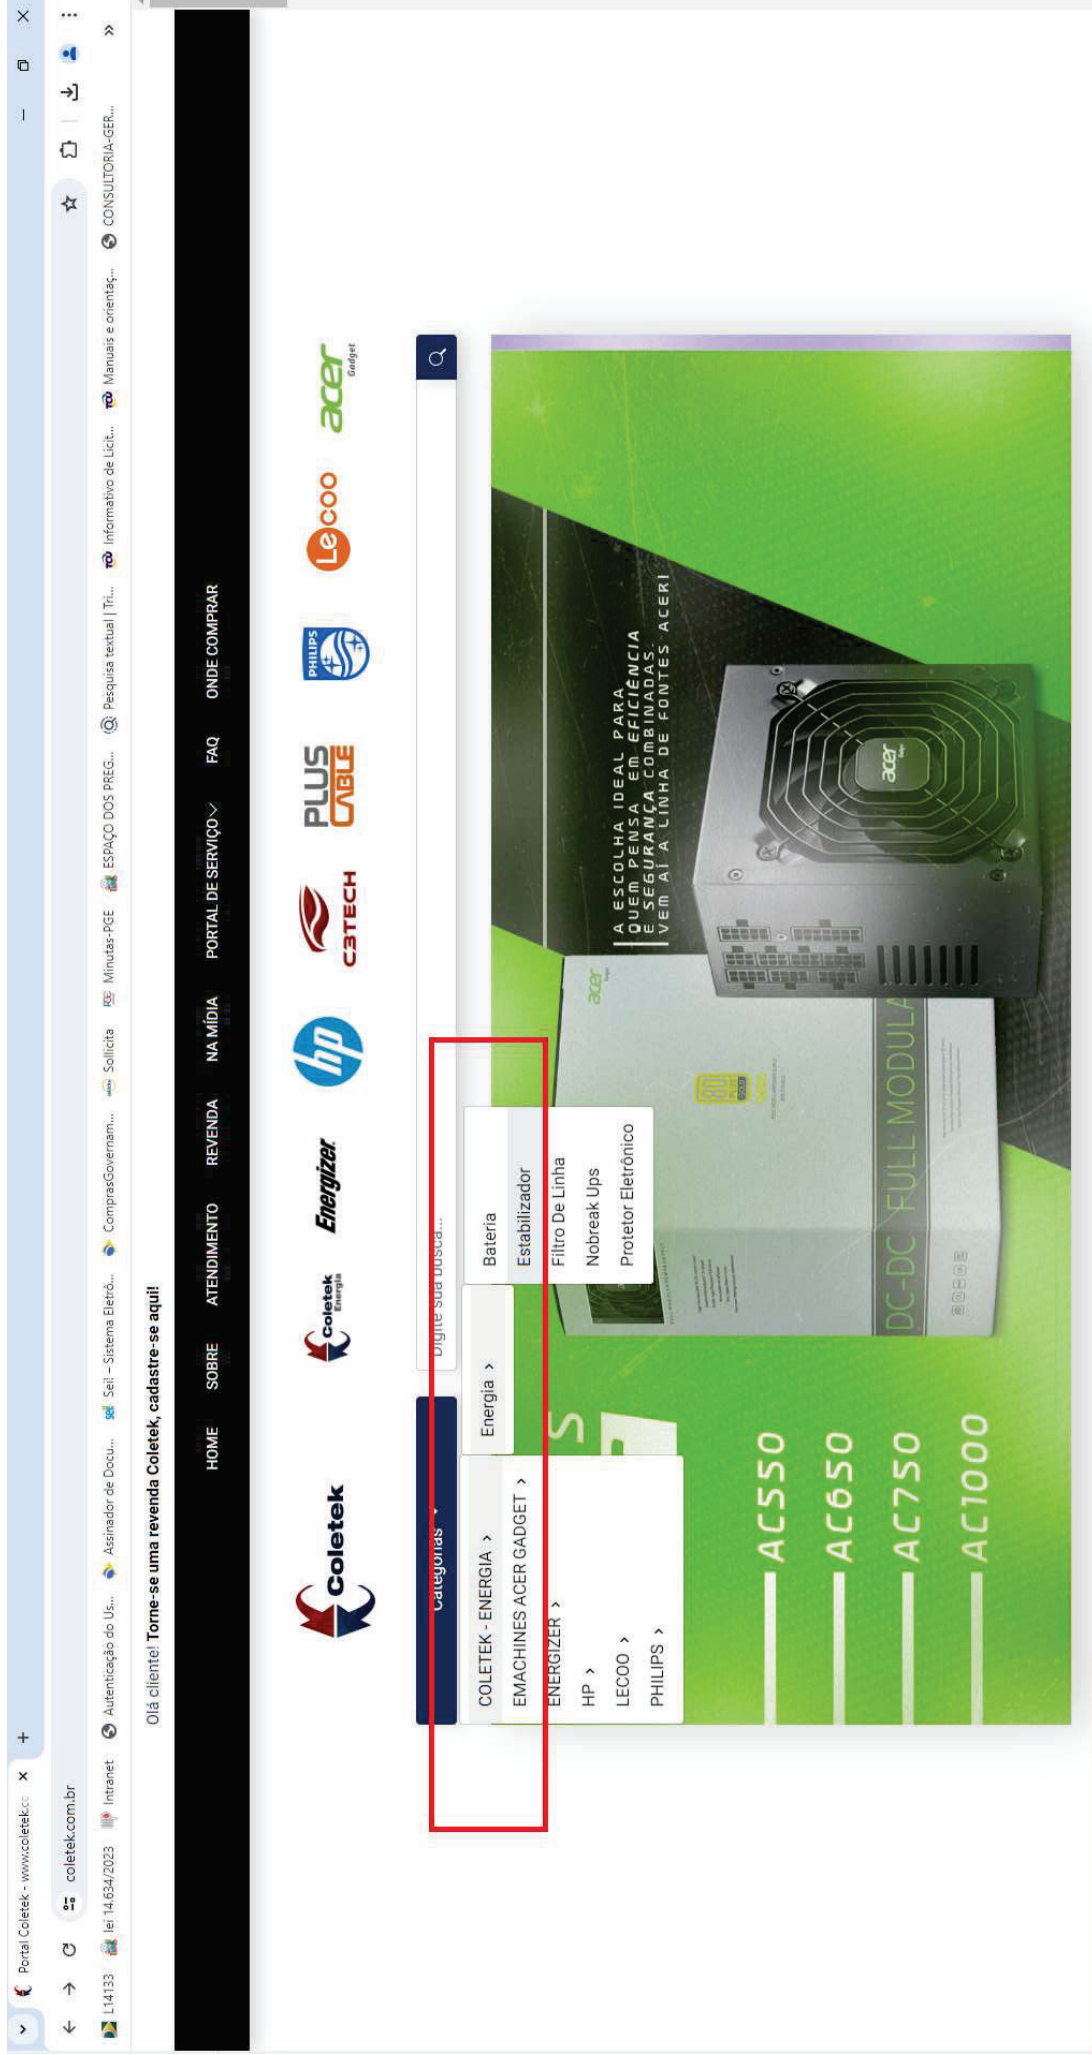 Portal Coletek - www.coletek.cc
coletek.com.br
L14133
lei 14.634/2023
Intranet
Autenticação do Us...
Assinador de Docu...
Sei! – Sistema Eletrô...
ComprasGovernam...
Sollicita
Minutas-PGE
ESPAÇO DOS PREG...
Pesquisa textual | Tri...
Informativo de Licit...
Manuais e orientaç...
CONSULTORIA-GER...
Olá cliente! Torne-se uma revenda Coletek, cadastre-se aqui!
HOME
SOBRE
ATENDIMENTO
REVENDA
NA MÍDIA
PORTAL DE SERVIÇO
FAQ
ONDE COMPRAR
Coletek
Coletek
Energia
Energizer
hp
C3TECH
PLUS
CABLE
PHILIPS
Lecoo
acer
Gadget
Categorias
Digite sua busca...
COLETEK - ENERGIA >
EMACHINES ACER GADGET >
ENERGIZER >
HP >
LECOO >
PHILIPS >
Energia >
Bateria
Estabilizador
Filtro De Linha
Nobreak Ups
Protetor Eletrônico
S
A ESCOLHA IDEAL PARA
QUEM PENSA EM EFICIÊNCIA
E SEGURANÇA COMBINADAS.
VEM AÍ A LINHA DE FONTES ACER!
AC550
AC650
AC750
AC1000
acer
DC-DC FULL MODULA
acer